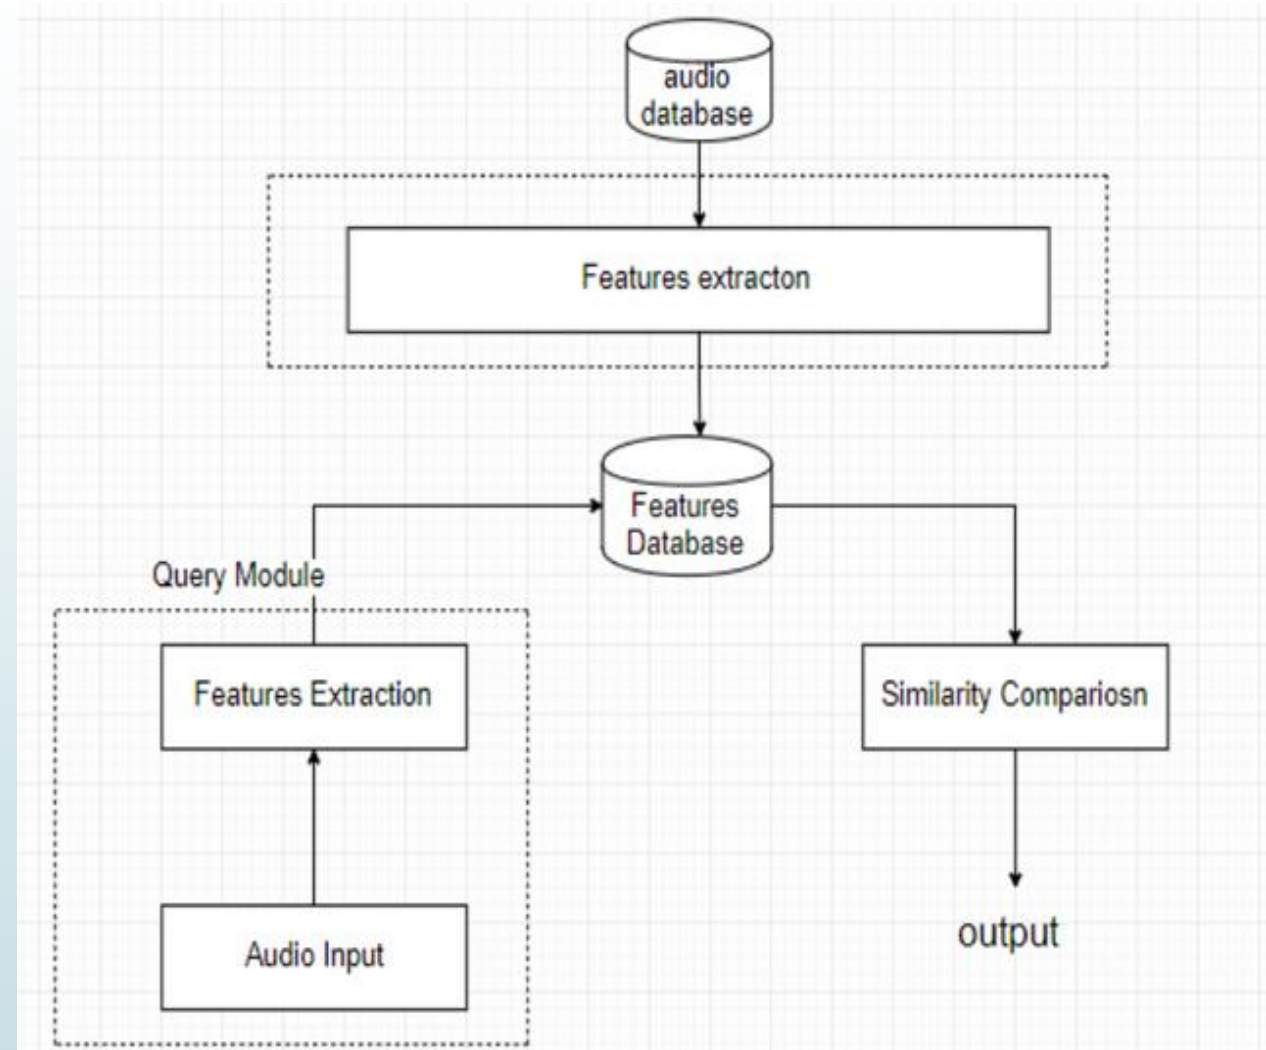 audio
database
Features extracton
Features
Database
Query Module
Features Extraction
Similarity Compariosn
Audio Input
output